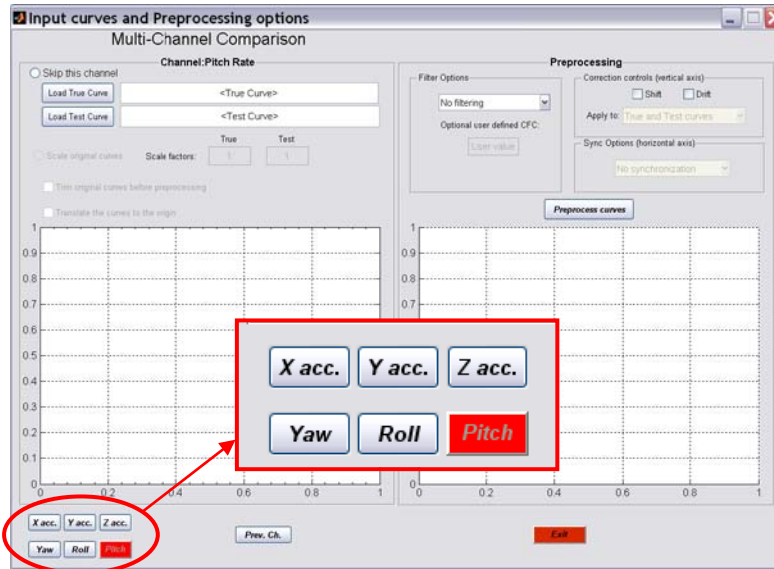 Input curves and Preprocessing options
Multi-Channel Comparison
Channel:Pitch Rate
Skip this channel
Load True Curve
<True Curve>
Load Test Curve
<Test Curve>
True
Test
Scale original curves
Scale factors:
1
1
Trim original curves before preprocessing
Translate the curves to the origin
Preprocessing
Filter Options
No filtering
Optional user defined CFC:
User value
Correction controls (vertical axis)
Shift
Drift
Apply to:
True and Test curves
Sync Options (horizontal axis)
No synchronization
Preprocess curves
1
0.9
0.8
0.7
0.6
0.5
0.4
0.3
0.2
0.1
0
0
0.2
0.4
0.6
0.8
1
1
0.9
0.8
0.7
0
0.2
0.4
0.6
0.8
1
X acc.
Y acc.
Z acc.
Yaw
Roll
Pitch
X acc.
Y acc.
Z acc.
Yaw
Roll
Pitch
Prev. Ch.
Exit